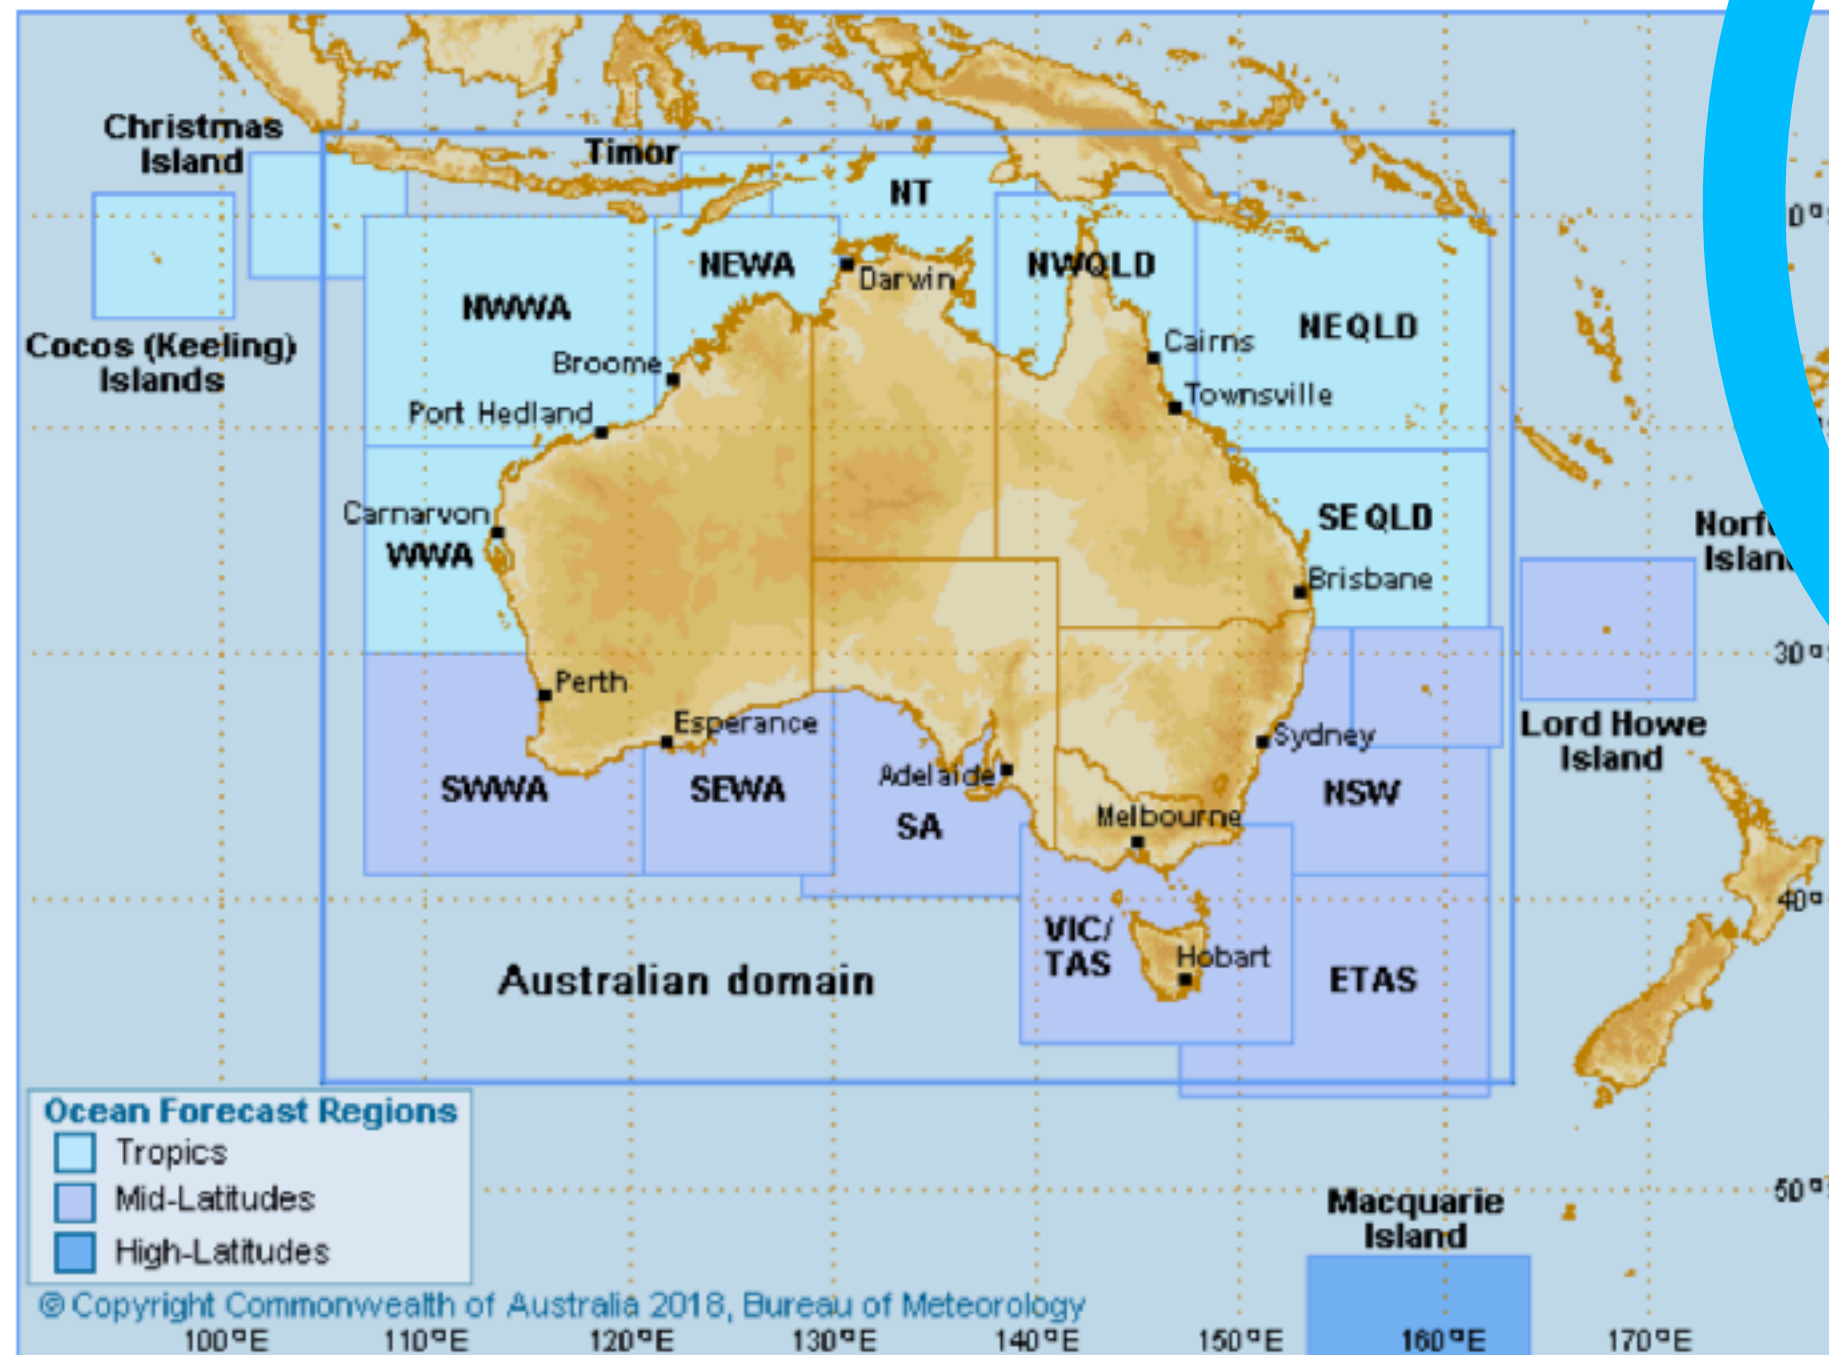 Christmas
Island
Timor
NT
NEWA
Darwin
NWQLD
NWWA
NEQLD
Cocos (Keeling)
Islands
Broome
Cairns
Port Hedland
Townsville
Carnarvon
WWA
SEQLD
Brisbane
30°
Perth
Esperance
Sydney
Lord Howe
Island
SWWA
SEWA
Adelaide
SA
NSW
Melbourne
40°
VIC/
TAS
Hobart
ETAS
Australian domain
Ocean Forecast Regions
Tropics
Mid-Latitudes
High-Latitudes
50°
Macquarie
Island
© Copyright Commonwealth of Australia 2018, Bureau of Meteorology
100°E 110°E 120°E 130°E 140°E 150°E 160°E 170°E